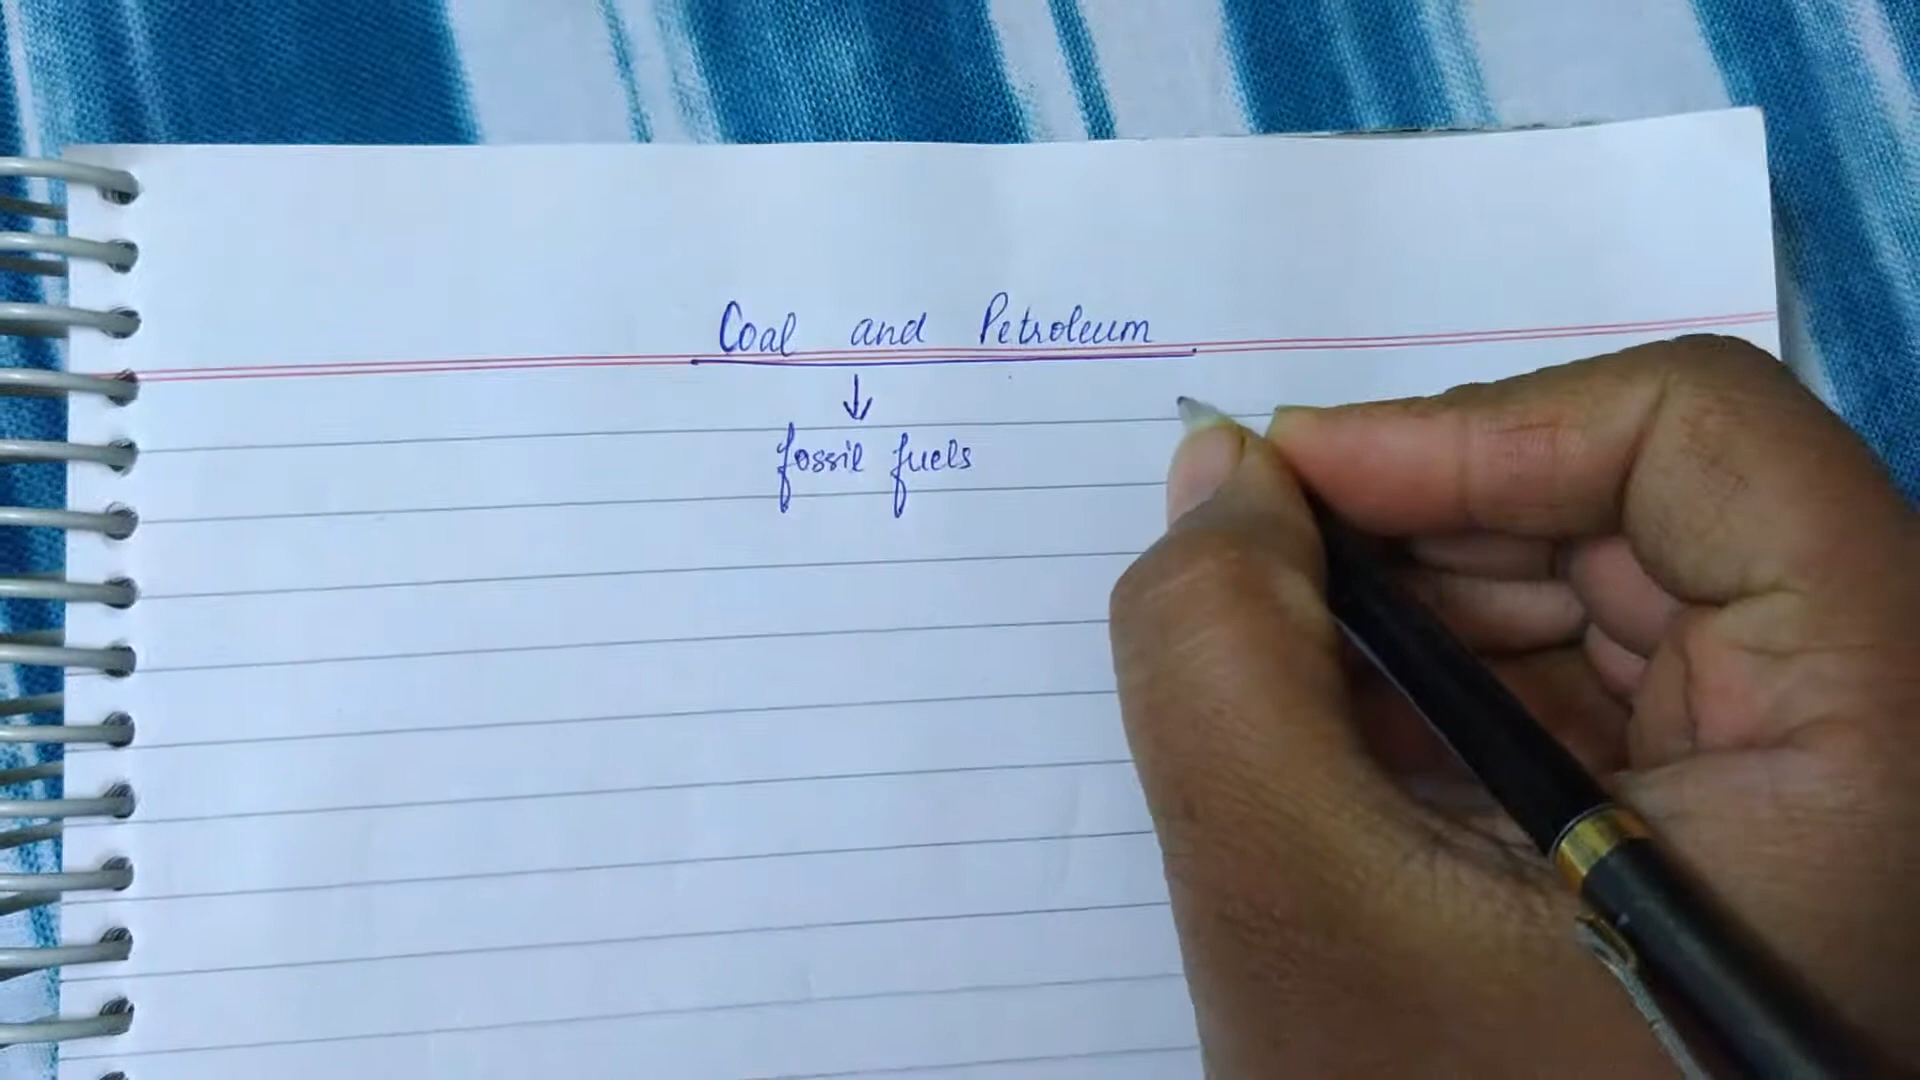 Coal and Petroleum
↓
fossil fuels